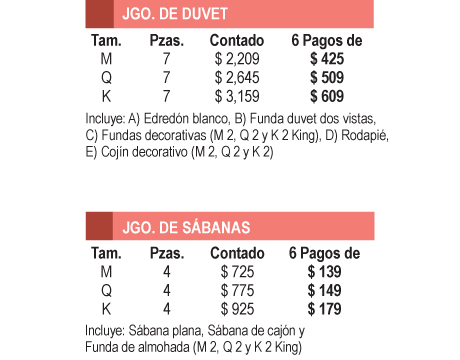 JGO. DE DUVET
Tam. Pzas. Contado 6 Pagos de
M 7 $ 2,209 $ 425
Q 7 $ 2,645 $ 509
K 7 $ 3,159 $ 609
Incluye: A) Edredón blanco, B) Funda duvet dos vistas,
C) Fundas decorativas (M 2, Q 2 y K 2 King), D) Rodapié,
E) Cojín decorativo (M 2, Q 2 y K 2)
JGO. DE SÁBANAS
Tam. Pzas. Contado 6 Pagos de
M 4 $ 725 $ 139
Q 4 $ 775 $ 149
K 4 $ 925 $ 179
Incluye: Sábana plana, Sábana de cajón y
Funda de almohada (M 2, Q 2 y K 2 King)